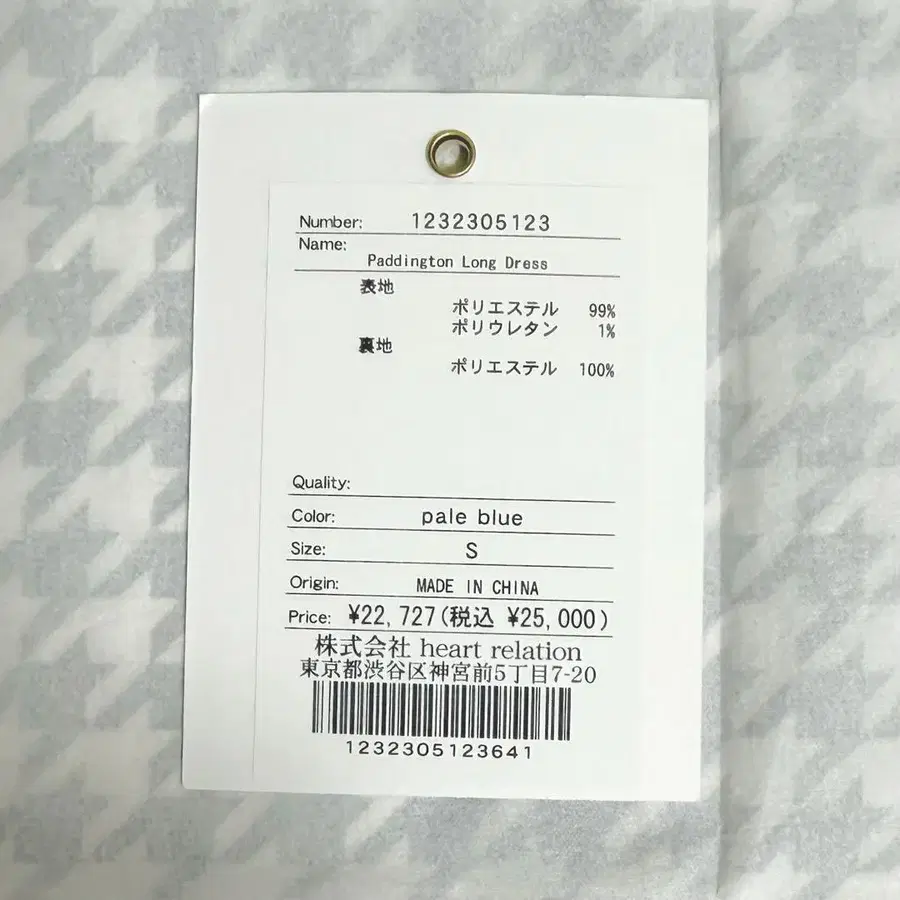 Number: 1232305123
Name:
Paddington Long Dress
表地
ポリエステル 99%
ポリウレタン 1%
裏地
ポリエステル 100%
Quality:
Color: pale blue
Size: S
Origin: MADE IN CHINA
Price: ¥22,727(税込 ¥25,000)
株式会社 heart relation
東京都渋谷区神宮前5丁目7-20
1232305123641